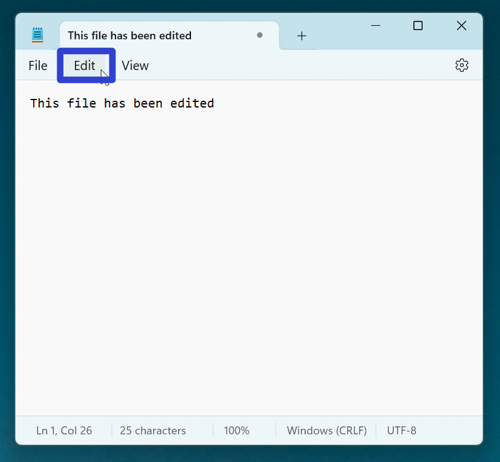 This file has been edited
File Edit View
This file has been edited
Ln 1, Col 26 25 characters 100% Windows (CRLF) UTF-8